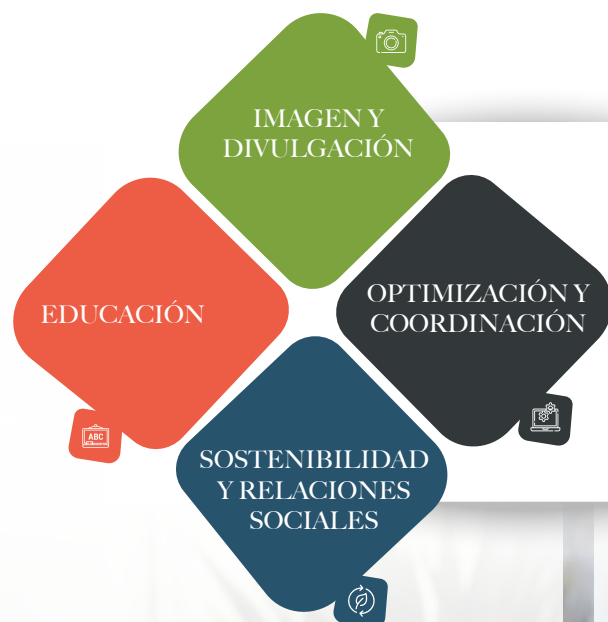 IMAGEN Y
DIVULGACIÓN
EDUCACIÓN
OPTIMIZACIÓN Y
COORDINACIÓN
ABC
SOSTENIBILIDAD
Y RELACIONES
SOCIALES